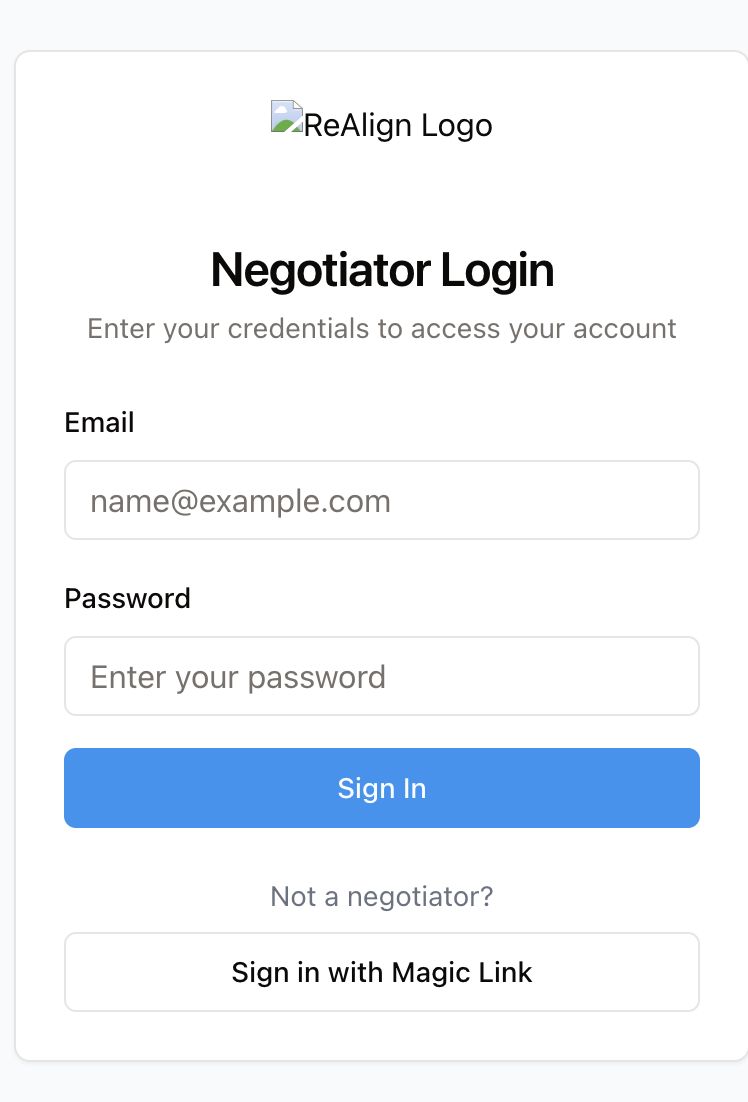 ReAlign Logo
Negotiator Login
Enter your credentials to access your account
Email
name@example.com
Password
Enter your password
Sign In
Not a negotiator?
Sign in with Magic Link